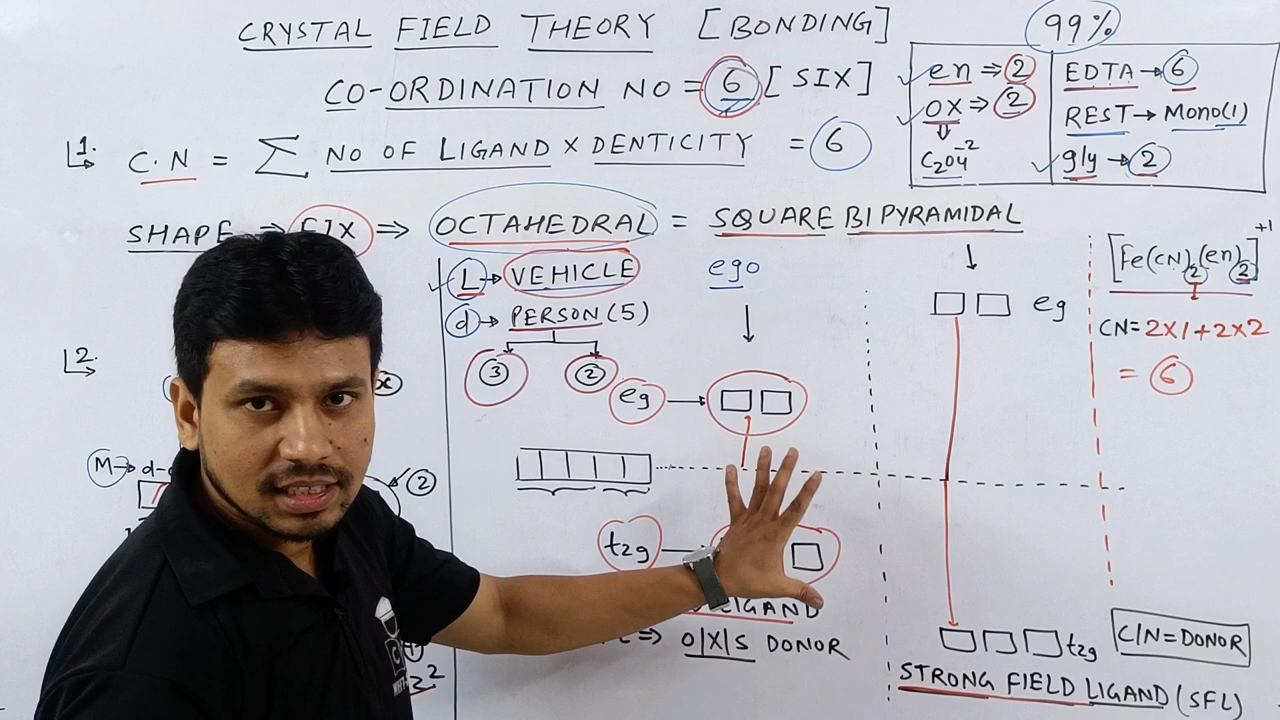 CRYSTAL FIELD THEORY [BONDING]
99%
CO-ORDINATION NO = 6 [SIX]
en ⇒ 2
OX ⇒ 2
C2O4-2
EDTA → 6
REST → Mono(1)
gly → 2
1.
C.N = Σ NO OF LIGAND × DENTICITY = 6
SHAPE ⇒ SIX ⇒ OCTAHEDRAL = SQUARE BIPYRAMIDAL
L → VEHICLE
d → PERSON (5)
3 2
ego
eg
eg
[Fe(CN)2(en)2]+1
CN = 2×1+2×2
= 6
2.
M → d-
2
t2g
LIGAND
⇒ O|X|S DONOR
t2g
STRONG FIELD LIGAND (SFL)
C/N = DONOR